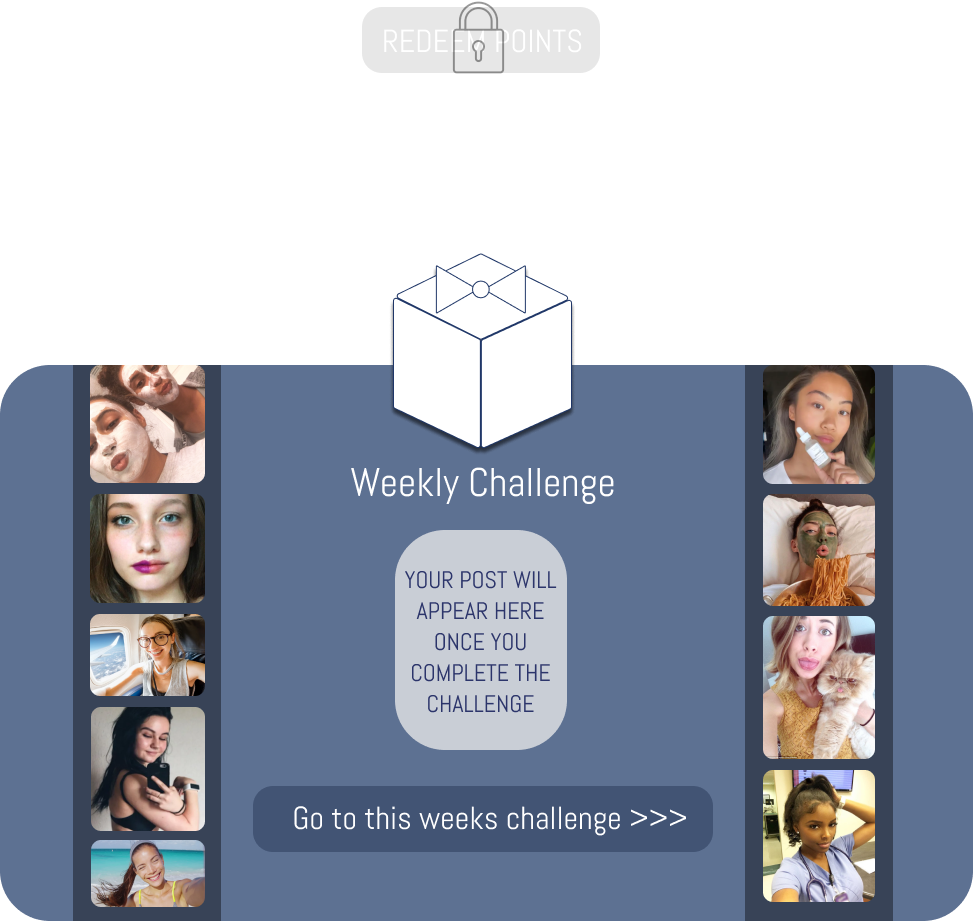 REDEEM POINTS
Weekly Challenge
YOUR POST WILL
APPEAR HERE
ONCE YOU
COMPLETE THE
CHALLENGE
Go to this weeks challenge >>>